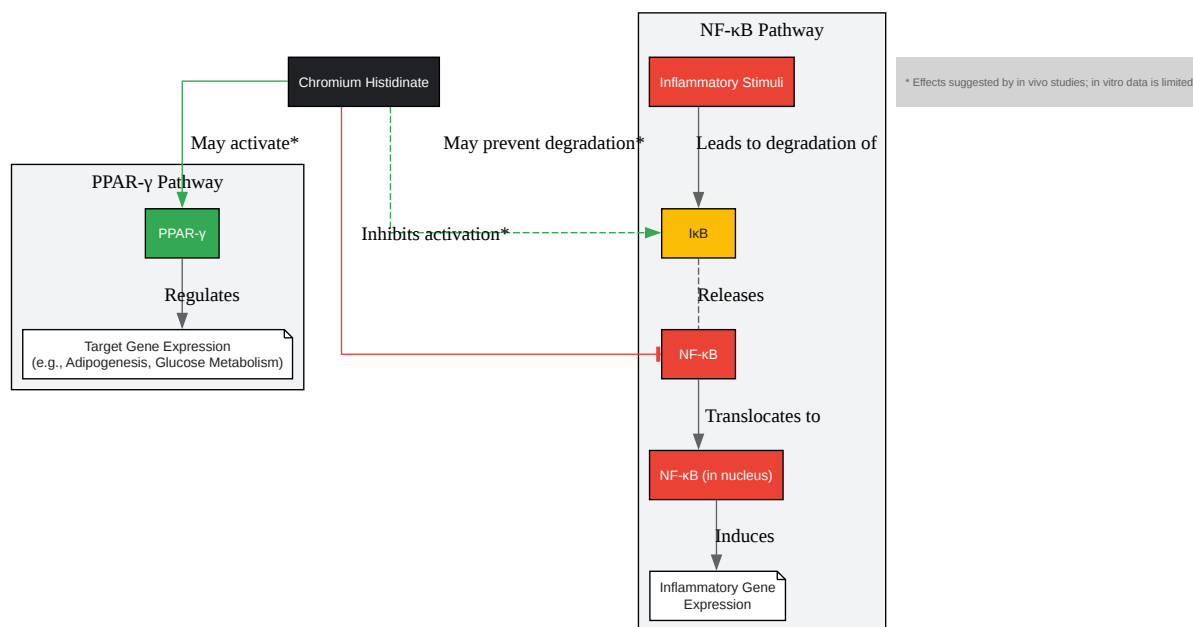 NF-κB Pathway
Chromium Histidinate
Inflammatory Stimuli
* Effects suggested by in vivo studies; in vitro data is limited
May activate*
May prevent degradation*
Leads to degradation of
PPAR-γ Pathway
PPAR-γ
Inhibits activation*
IκB
Regulates
Releases
Target Gene Expression
(e.g., Adipogenesis, Glucose Metabolism)
NF-κB
Translocates to
NF-κB (in nucleus)
Induces
Inflammatory Gene
Expression